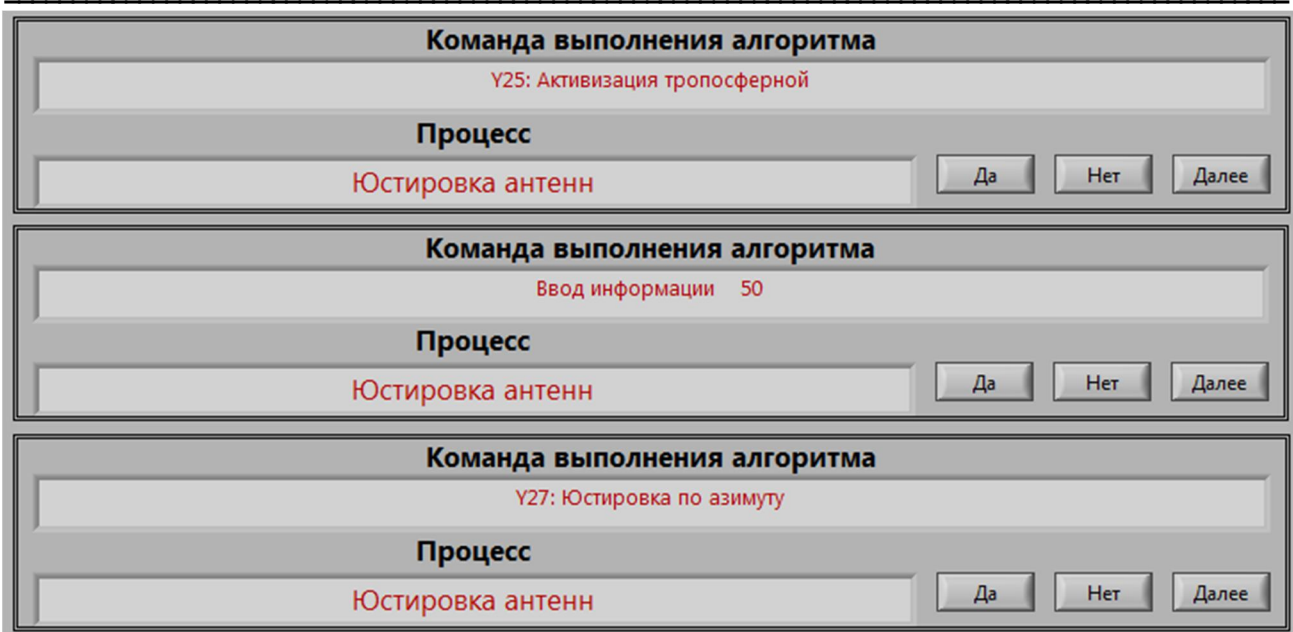 Команда выполнения алгоритма
Y25: Активизация тропосферной
Процесс
Юстировка антенн
Да Нет Далее
Команда выполнения алгоритма
Ввод информации 50
Процесс
Юстировка антенн
Да Нет Далее
Команда выполнения алгоритма
Y27: Юстировка по азимуту
Процесс
Юстировка антенн
Да Нет Далее